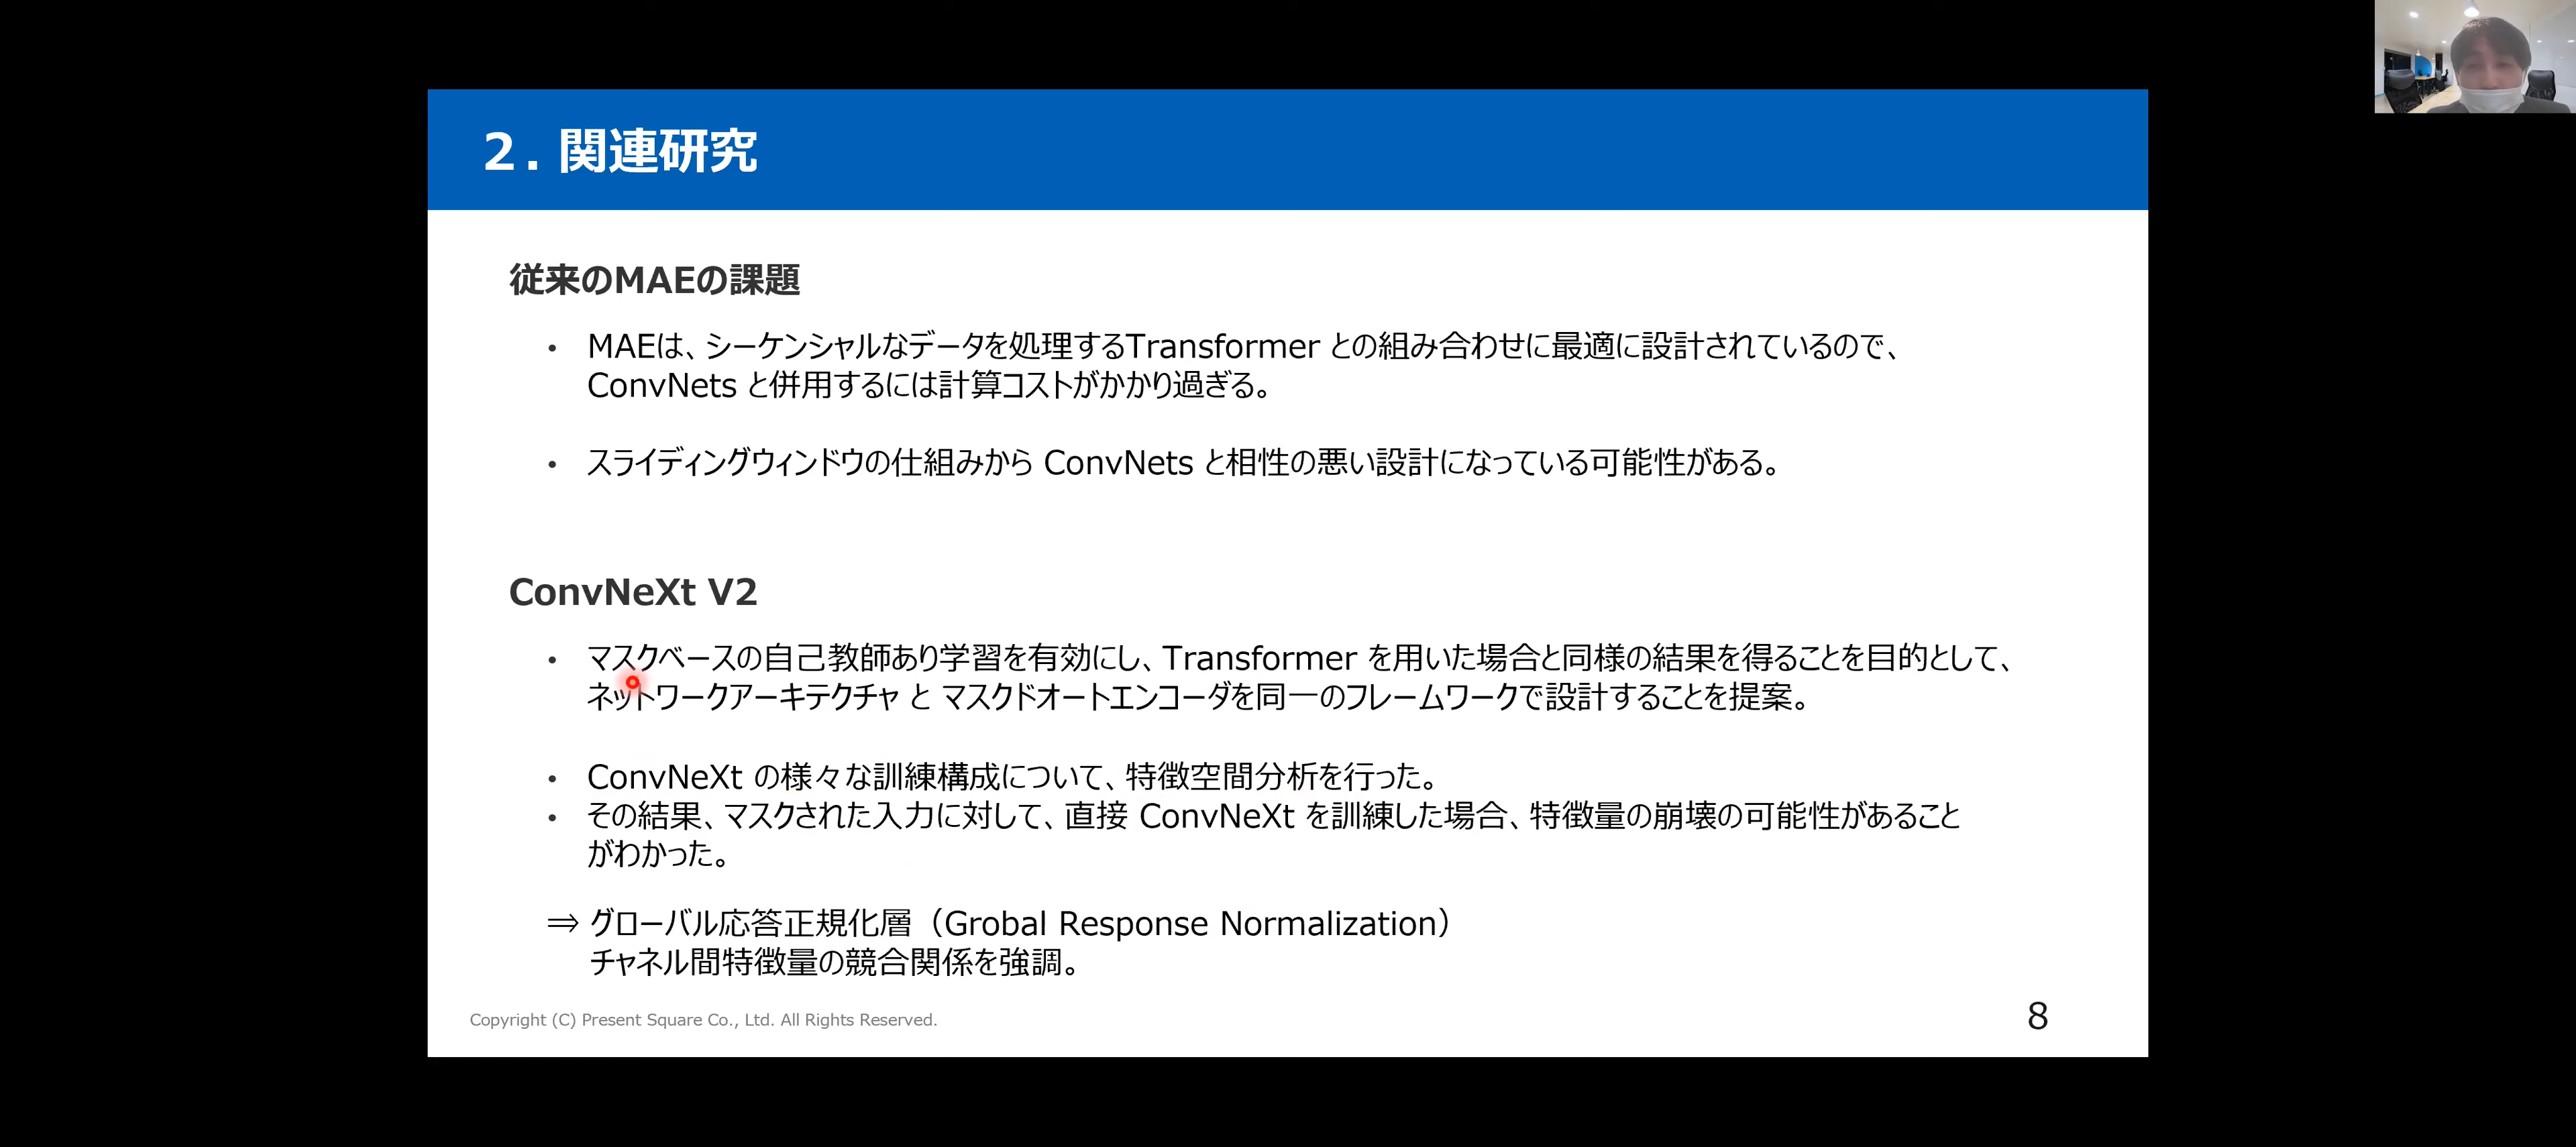 ２．関連研究
従来のMAEの課題
• MAEは、シーケンシャルなデータを処理するTransformer との組み合わせに最適に設計されているので、
ConvNets と併用するには計算コストがかかり過ぎる。
• スライディングウィンドウの仕組みから ConvNets と相性の悪い設計になっている可能性がある。
ConvNeXt V2
• マスクベースの自己教師あり学習を有効にし、Transformer を用いた場合と同様の結果を得ることを目的として、
ネットワークアーキテクチャ と マスクドオートエンコーダを同一のフレームワークで設計することを提案。
• ConvNeXt の様々な訓練構成について、特徴空間分析を行った。
• その結果、マスクされた入力に対して、直接 ConvNeXt を訓練した場合、特徴量の崩壊の可能性があること
がわかった。
⇒ グローバル応答正規化層（Grobal Response Normalization）
チャネル間特徴量の競合関係を強調。
Copyright (C) Present Square Co., Ltd. All Rights Reserved.
8